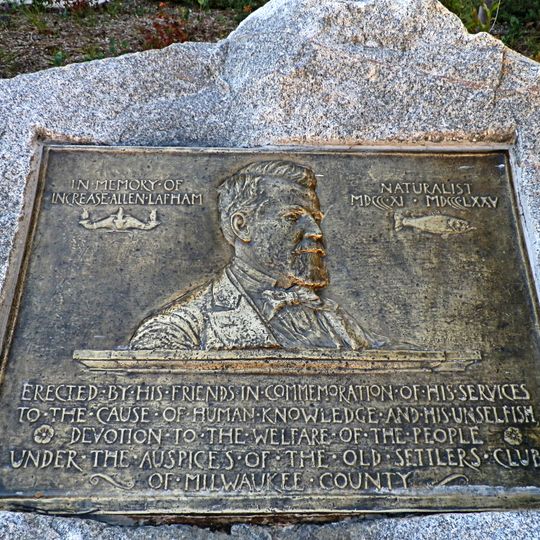 IN·MEMORY·OF
INCREASE·ALLEN·LAPHAM
NATURALIST
MDCCCXI · MDCCCLXXV
ERECTED·BY·HIS·FRIENDS·IN·COMMEMORATION·OF·HIS·SERVICES
TO·THE·CAUSE·OF·HUMAN·KNOWLEDGE·AND·HIS·UNSELFISH
DEVOTION·TO·THE·WELFARE·OF·THE·PEOPLE
UNDER·THE·AUSPICES·OF·THE·OLD·SETTLERS·CLUB
OF·MILWAUKEE·COUNTY